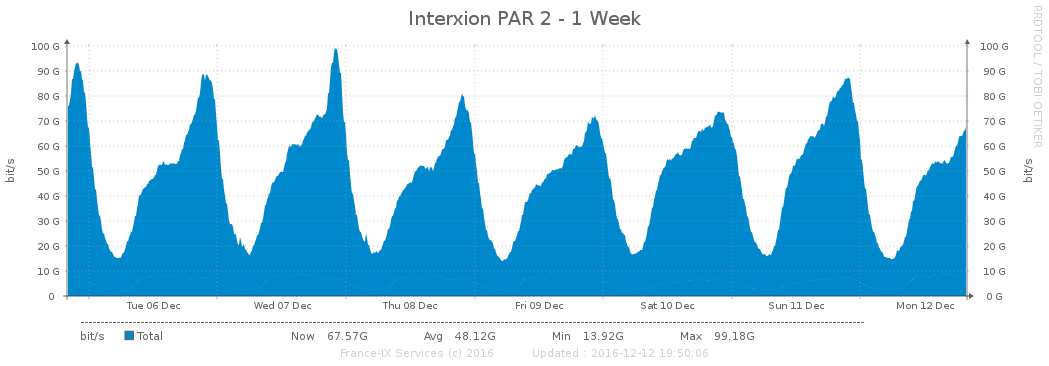 Interxion PAR 2 - 1 Week
RRDTOOL / TOBI OETIKER
bit/s
100 G
90 G
80 G
70 G
60 G
50 G
40 G
30 G
20 G
10 G
0
100 G
90 G
80 G
70 G
60 G
50 G
40 G
30 G
20 G
10 G
0 G
bit/s
Tue 06 Dec Wed 07 Dec Thu 08 Dec Fri 09 Dec Sat 10 Dec Sun 11 Dec Mon 12 Dec
bit/s Total Now 67.57G Avg 48.12G Min 13.92G Max 99.18G
France-IX Services (c) 2016 Updated : 2016-12-12 19:50:06